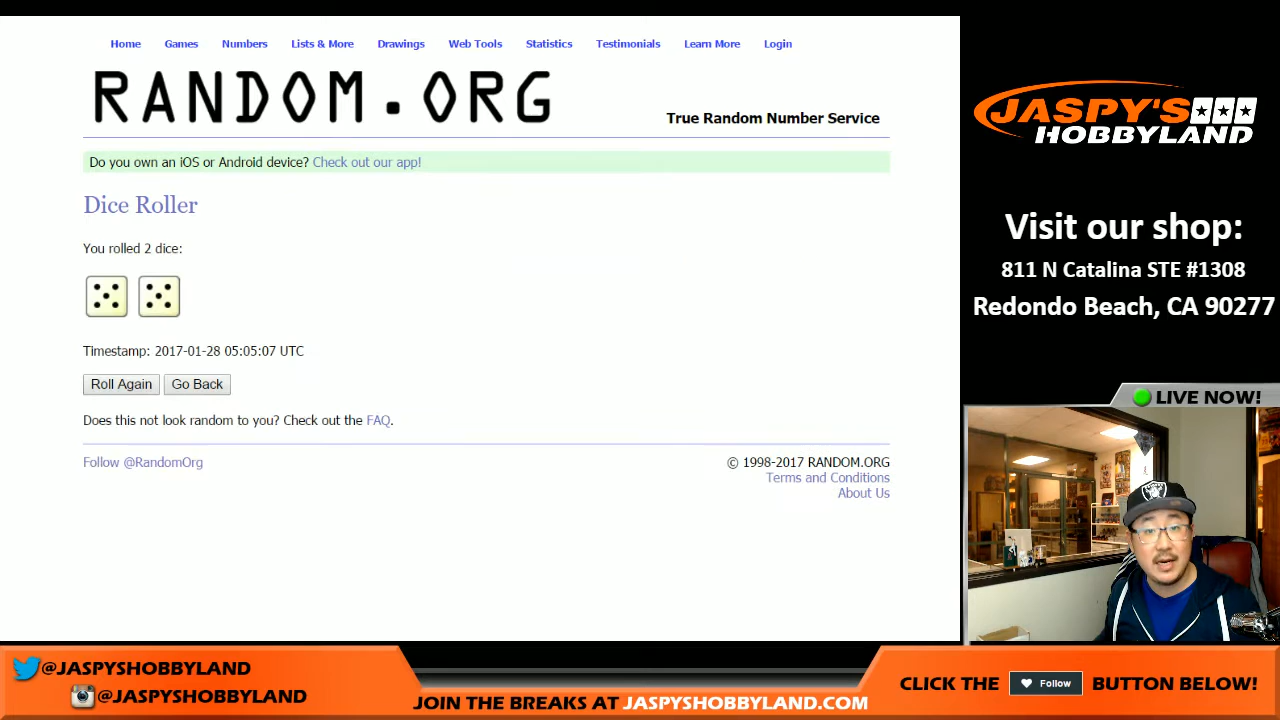 Home Games Numbers Lists & More Drawings Web Tools Statistics Testimonials Learn More Login
RANDOM.ORG
True Random Number Service
Do you own an iOS or Android device? Check out our app!
Dice Roller
You rolled 2 dice:
Timestamp: 2017-01-28 05:05:07 UTC
Roll Again Go Back
Does this not look random to you? Check out the FAQ.
Follow @RandomOrg
© 1998-2017 RANDOM.ORG
Terms and Conditions
About Us
JASPY'S
HOBBYLAND
Visit our shop:
811 N Catalina STE #1308
Redondo Beach, CA 90277
LIVE NOW!
@JASPYSHOBBYLAND
@JASPYSHOBBYLAND
JOIN THE BREAKS AT JASPYSHOBBYLAND.COM
CLICK THE Follow BUTTON BELOW!